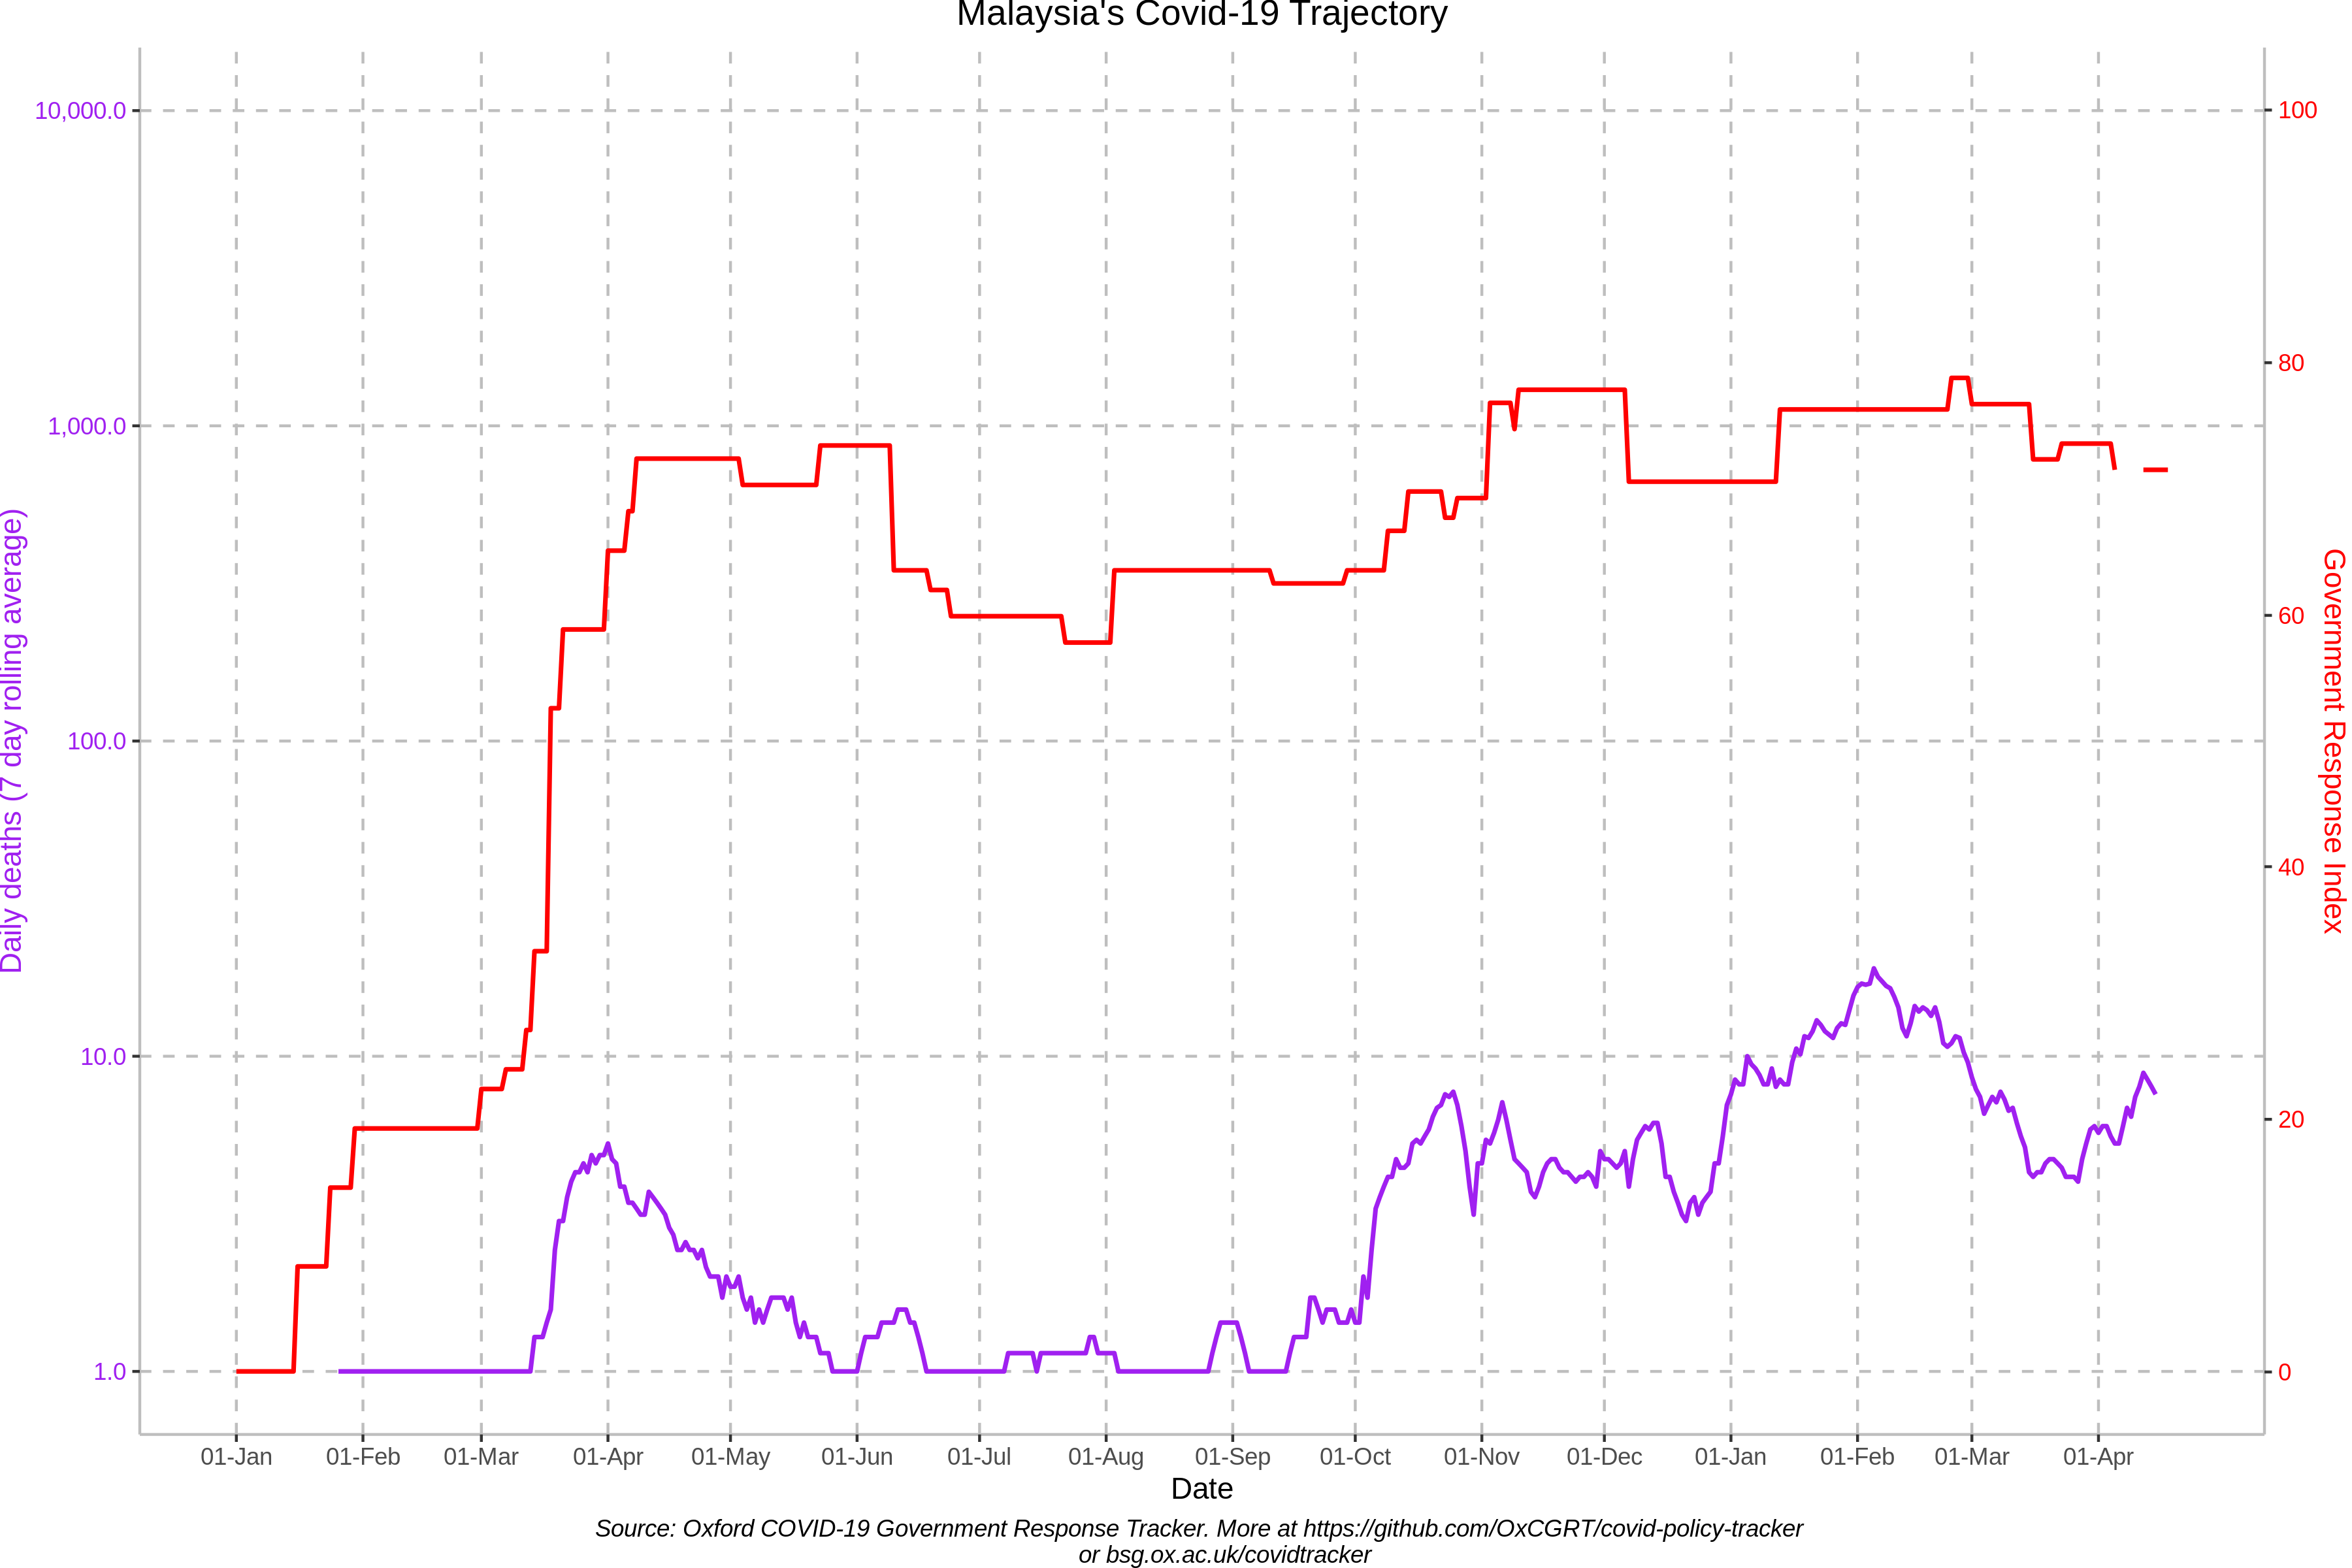 Malaysia's Covid-19 Trajectory
10,000.0
1,000.0
100.0
10.0
1.0
Daily deaths (7 day rolling average)
100
80
60
40
20
0
Government Response Index
01-Jan 01-Feb 01-Mar 01-Apr 01-May 01-Jun 01-Jul 01-Aug 01-Sep 01-Oct 01-Nov 01-Dec 01-Jan 01-Feb 01-Mar 01-Apr
Date
Source: Oxford COVID-19 Government Response Tracker. More at https://github.com/OxCGRT/covid-policy-tracker
or bsg.ox.ac.uk/covidtracker